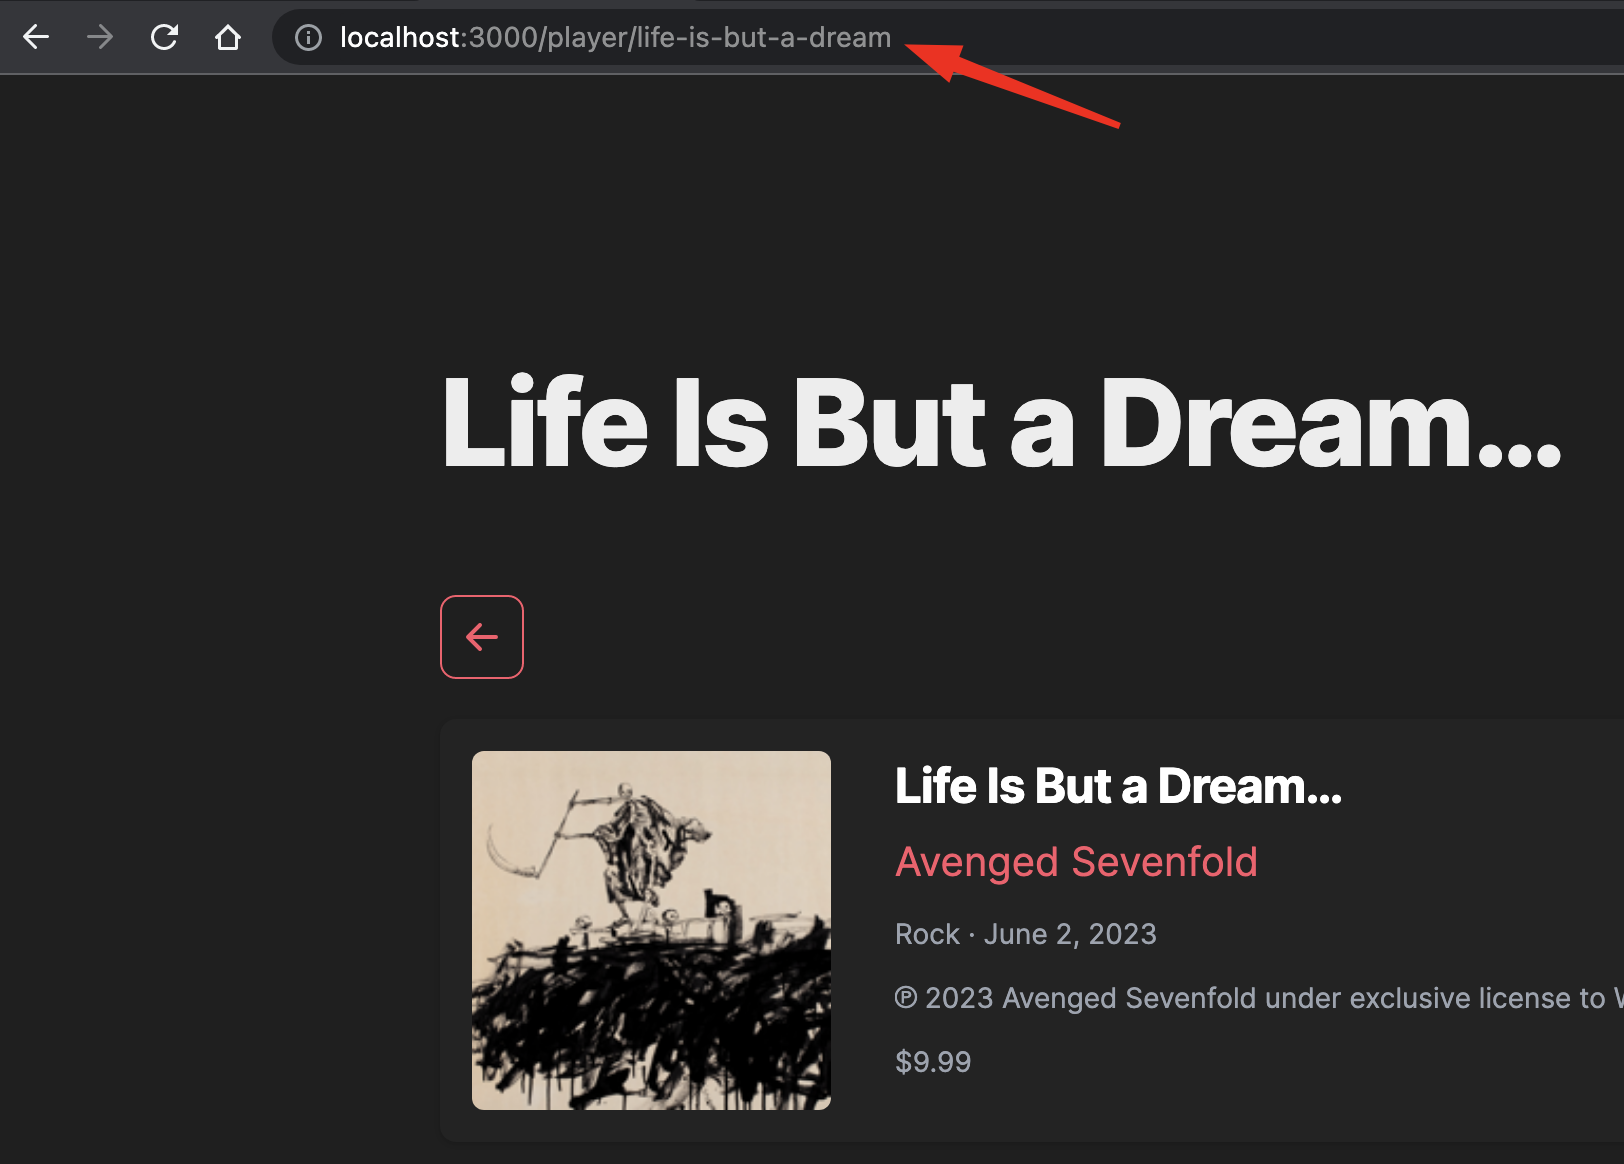 localhost:3000/player/life-is-but-a-dream
Life Is But a Dream...
Life Is But a Dream...
Avenged Sevenfold
Rock · June 2, 2023
℗ 2023 Avenged Sevenfold under exclusive license to
$9.99